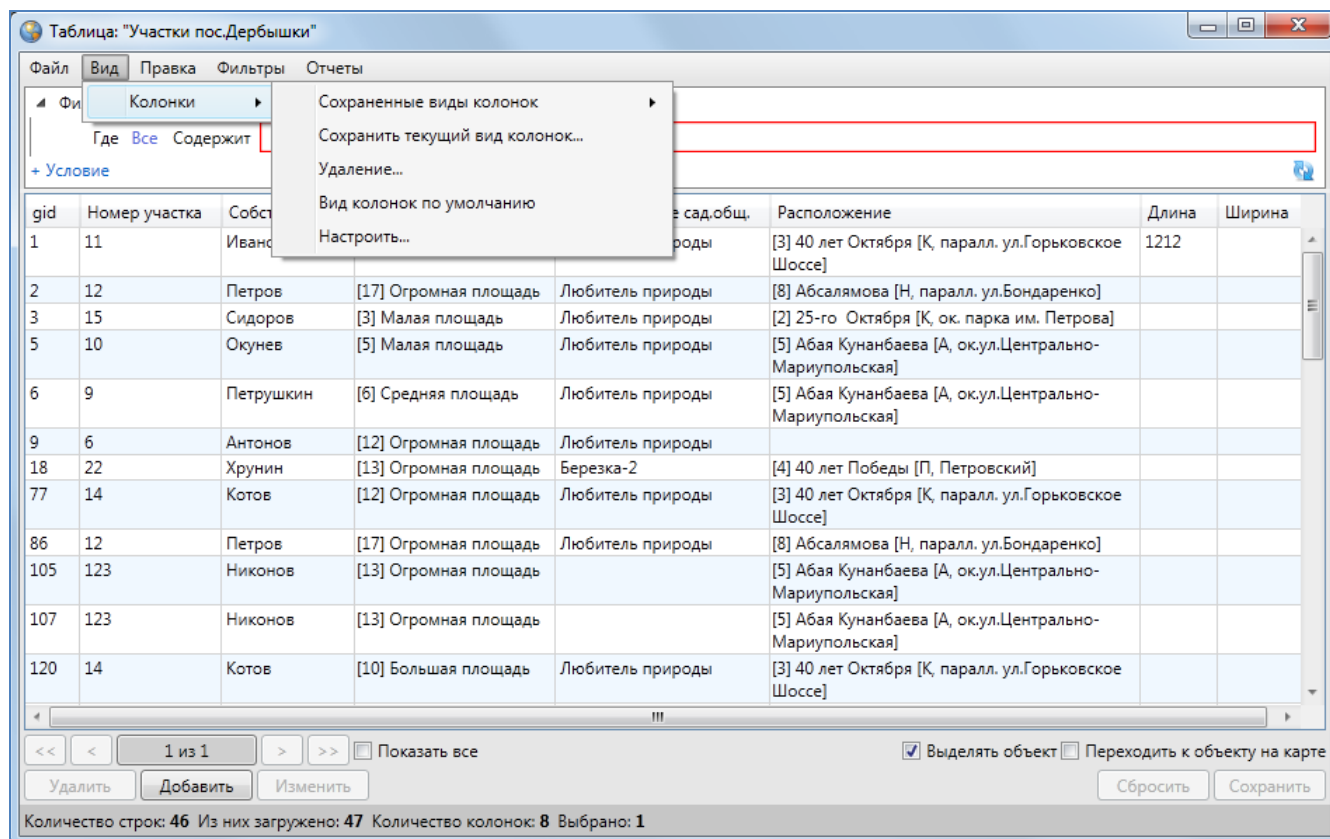 Таблица: "Участки пос.Дербышки"
Файл Вид Правка Фильтры Отчеты
Колонки
Сохраненные виды колонок
Сохранить текущий вид колонок...
Удаление...
Вид колонок по умолчанию
Настроить...
Где Все Содержит
+ Условие
gid Номер участка сад.общ. Расположение Длина Ширина
1 11 [3] 40 лет Октября [К, паралл. ул.Горьковское 1212
Шоссе]
2 12 Петров [17] Огромная площадь Любитель природы [8] Абсалямова [Н, паралл. ул.Бондаренко]
3 15 Сидоров [3] Малая площадь Любитель природы [2] 25-го Октября [К, ок. парка им. Петрова]
5 10 Окунев [5] Малая площадь Любитель природы [5] Абая Кунанбаева [А, ок.ул.Центрально-
Мариупольская]
6 9 Петрушкин [6] Средняя площадь Любитель природы [5] Абая Кунанбаева [А, ок.ул.Центрально-
Мариупольская]
9 6 Антонов [12] Огромная площадь Любитель природы
18 22 Хрунин [13] Огромная площадь Березка-2 [4] 40 лет Победы [П, Петровский]
77 14 Котов [12] Огромная площадь Любитель природы [3] 40 лет Октября [К, паралл. ул.Горьковское
Шоссе]
86 12 Петров [17] Огромная площадь Любитель природы [8] Абсалямова [Н, паралл. ул.Бондаренко]
105 123 Никонов [13] Огромная площадь [5] Абая Кунанбаева [А, ок.ул.Центрально-
Мариупольская]
107 123 Никонов [13] Огромная площадь [5] Абая Кунанбаева [А, ок.ул.Центрально-
Мариупольская]
120 14 Котов [10] Большая площадь Любитель природы [3] 40 лет Октября [К, паралл. ул.Горьковское
Шоссе]
<< < 1 из 1 > >> Показать все Выделять объект Переходить к объекту на карте
Удалить Добавить Изменить Сбросить Сохранить
Количество строк: 46 Из них загружено: 47 Количество колонок: 8 Выбрано: 1